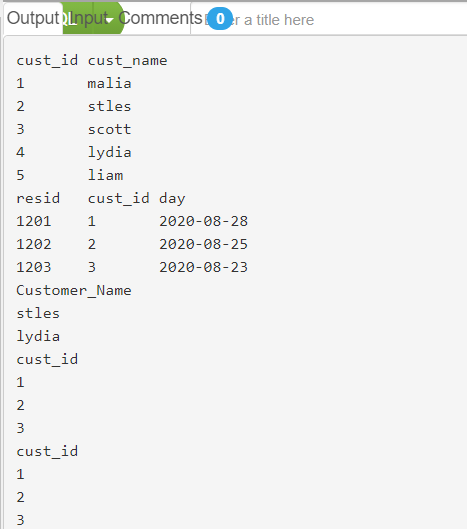 Output Input Comments 0
a title here
cust_id cust_name
1 malia
2 stles
3 scott
4 lydia
5 liam
resid cust_id day
1201 1 2020-08-28
1202 2 2020-08-25
1203 3 2020-08-23
Customer_Name
stles
lydia
cust_id
1
2
3
cust_id
1
2
3